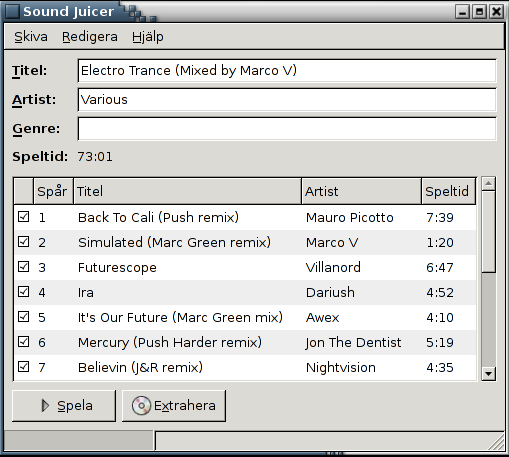 Sound Juicer
Skiva Redigera Hjälp
Titel: Electro Trance (Mixed by Marco V)
Artist: Various
Genre:
Speltid: 73:01
Spår Titel Artist Speltid
1 Back To Cali (Push remix) Mauro Picotto 7:39
2 Simulated (Marc Green remix) Marco V 1:20
3 Futurescope Villanord 6:47
4 Ira Dariush 4:52
5 It's Our Future (Marc Green mix) Awex 4:10
6 Mercury (Push Harder remix) Jon The Dentist 5:19
7 Believin (J&R remix) Nightvision 4:35
Spela Extrahera